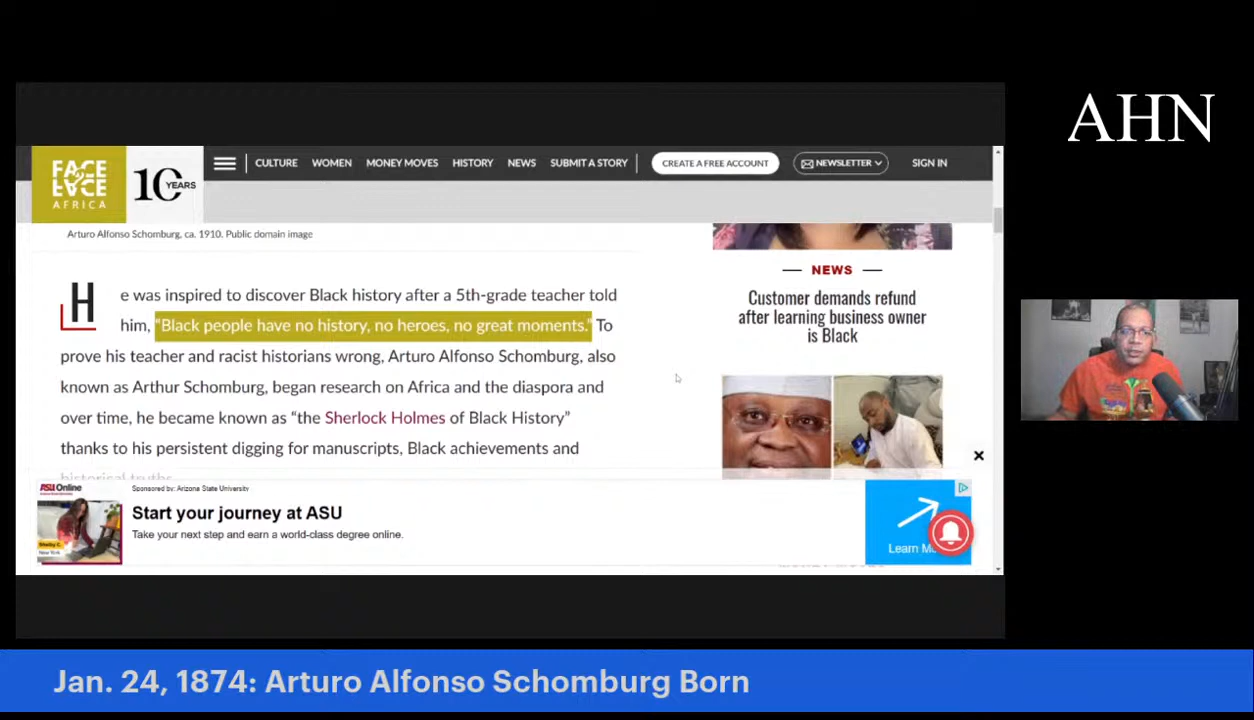 AHN
FACE
2
FACE
AFRICA
10 YEARS
CULTURE WOMEN MONEY MOVES HISTORY NEWS SUBMIT A STORY CREATE A FREE ACCOUNT NEWSLETTER SIGN IN
Arturo Alfonso Schomburg, ca. 1910. Public domain image
He was inspired to discover Black history after a 5th-grade teacher told
him, “Black people have no history, no heroes, no great moments.” To
prove his teacher and racist historians wrong, Arturo Alfonso Schomburg, also
known as Arthur Schomburg, began research on Africa and the diaspora and
over time, he became known as “the Sherlock Holmes of Black History”
thanks to his persistent digging for manuscripts, Black achievements and
historical truths
NEWS
Customer demands refund
after learning business owner
is Black
ASU Online
Shelby C.
New York
Sponsored by: Arizona State University
Start your journey at ASU
Take your next step and earn a world-class degree online.
Learn
Jan. 24, 1874: Arturo Alfonso Schomburg Born